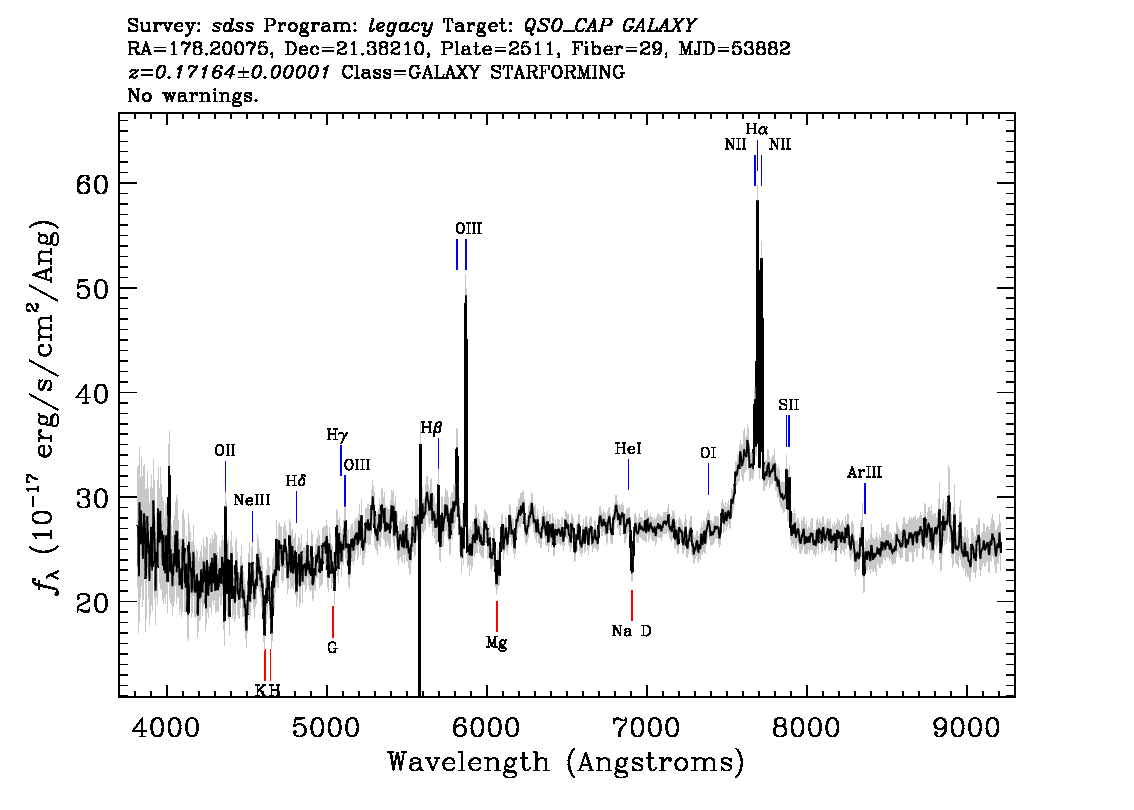 Survey: sdss Program: legacy Target: QSO_CAP GALAXY
RA=178.20075, Dec=21.38210, Plate=2511, Fiber=29, MJD=53882
z=0.17164±0.00001 Class=GALAXY STARFORMING
No warnings.
Hα
NII NII
OIII
60
50
40
SII
Hβ
Hγ
OII
HeI
OI
OIII
ArIII
Hδ
NeIII
30
20
G
Mg
Na D
K H
f_λ (10⁻¹⁷ erg/s/cm²/Ang)
4000 5000 6000 7000 8000 9000
Wavelength (Angstroms)